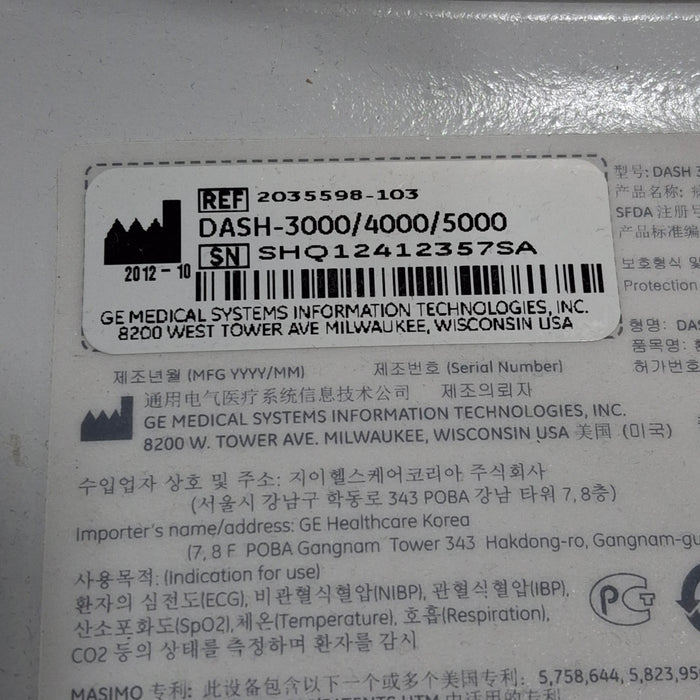 REF 2035598-103
DASH-3000/4000/5000
SN SHQ12412357SA
2012-10
GE MEDICAL SYSTEMS INFORMATION TECHNOLOGIES, INC.
8200 WEST TOWER AVE MILWAUKEE, WISCONSIN USA
型号: DASH 3
产品名称:
SFDA 注册号
产品标准编
保护形式 및
Protection
형명: DAS
품목명:
허가번호
제조년월 (MFG YYYY/MM) 제조번호 (Serial Number)
通用电气医疗系统信息技术公司 제조의뢰자
GE MEDICAL SYSTEMS INFORMATION TECHNOLOGIES, INC.
8200 W. TOWER AVE. MILWAUKEE, WISCONSIN USA 美国 (미국)
수입업자 상호 및 주소: 지이헬스케어코리아 주식회사
(서울시 강남구 학동로 343 POBA 강남 타워 7, 8층)
Importer's name/address: GE Healthcare Korea
(7, 8 F POBA Gangnam Tower 343 Hakdong-ro, Gangnam-gu
사용목적: (Indication for use)
환자의 심전도(ECG), 비관혈식혈압(NIBP), 관혈식혈압(IBP),
산소포화도(SpO2), 체온(Temperature), 호흡(Respiration),
CO2 등의 상태를 측정하며 환자를 감시
MASIMO 专利: 此设备包含以下一个或多个美国专利: 5,758,644, 5,823,950